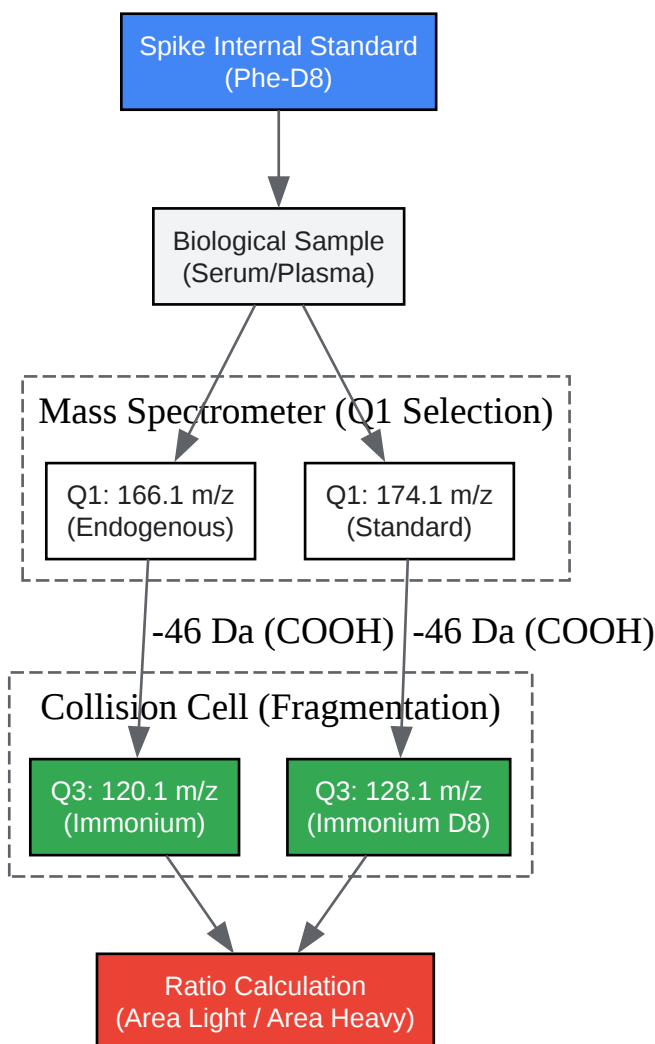 Spike Internal Standard
(Phe-D8)
Biological Sample
(Serum/Plasma)
Mass Spectrometer (Q1 Selection)
Q1: 166.1 m/z
(Endogenous)
Q1: 174.1 m/z
(Standard)
-46 Da (COOH)
-46 Da (COOH)
Collision Cell (Fragmentation)
Q3: 120.1 m/z
(Immonium)
Q3: 128.1 m/z
(Immonium D8)
Ratio Calculation
(Area Light / Area Heavy)